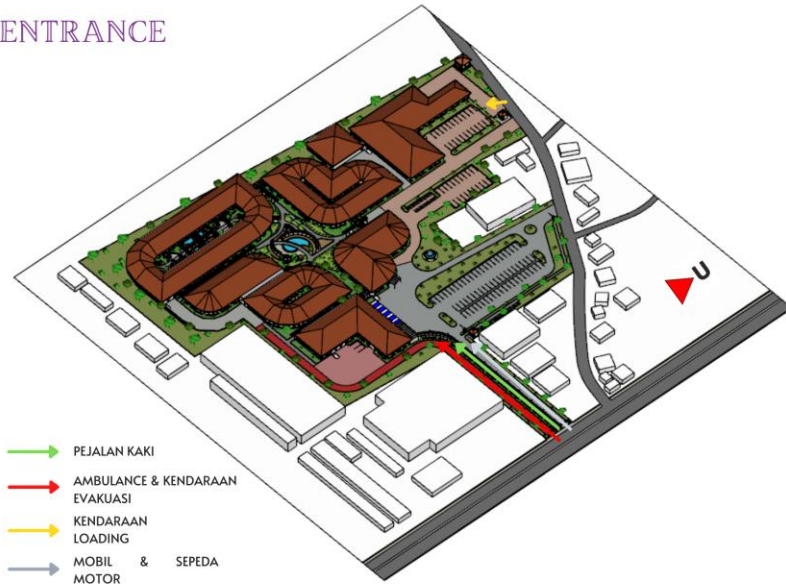 ENTRANCE
U
PEJALAN KAKI
AMBULANCE & KENDARAAN
EVAKUASI
KENDARAAN
LOADING
MOBIL & SEPEDA
MOTOR